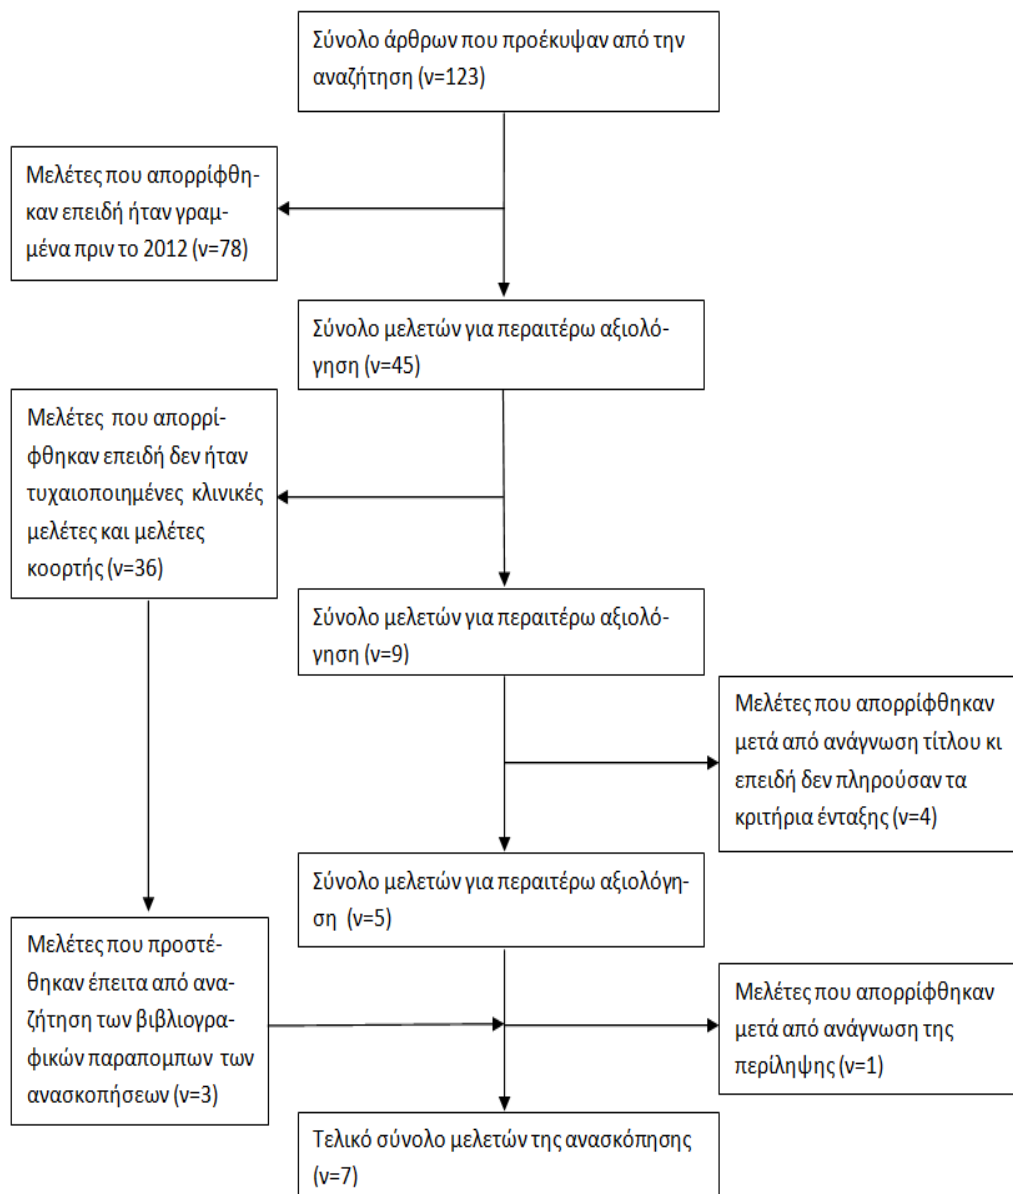 Σύνολο άρθρων που προέκυψαν από την
αναζήτηση (ν=123)
Μελέτες που απορρίφθη-
καν επειδή ήταν γραμ-
μένα πριν το 2012 (ν=78)
Σύνολο μελετών για περαιτέρω αξιολό-
γηση (ν=45)
Μελέτες που απορρί-
φθηκαν επειδή δεν ήταν
τυχαιοποιημένες κλινικές
μελέτες και μελέτες
κοορτής (ν=36)
Σύνολο μελετών για περαιτέρω αξιολό-
γηση (ν=9)
Μελέτες που απορρίφθηκαν
μετά από ανάγνωση τίτλου κι
επειδή δεν πληρούσαν τα
κριτήρια ένταξης (ν=4)
Σύνολο μελετών για περαιτέρω αξιολόγη-
ση (ν=5)
Μελέτες που προστέ-
θηκαν έπειτα από ανα-
ζήτηση των βιβλιογρα-
φικών παραπομπων των
ανασκοπήσεων (ν=3)
Μελέτες που απορρίφθηκαν
μετά από ανάγνωση της
περίληψης (ν=1)
Τελικό σύνολο μελετών της ανασκόπησης
(ν=7)